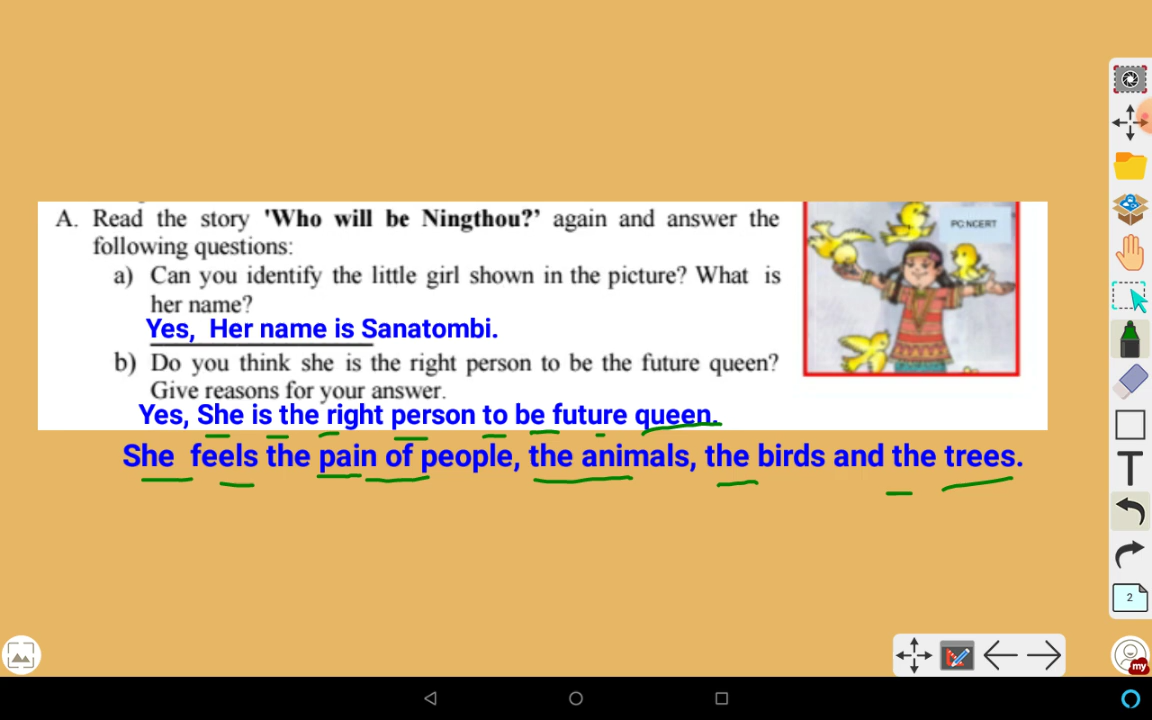 A. Read the story 'Who will be Ningthou?’ again and answer the
following questions:
PC:NCERT
a) Can you identify the little girl shown in the picture? What is
her name?
Yes, Her name is Sanatombi.
b) Do you think she is the right person to be the future queen?
Give reasons for your answer.
Yes, She is the right person to be future queen.
She feels the pain of people, the animals, the birds and the trees.
T
2
my